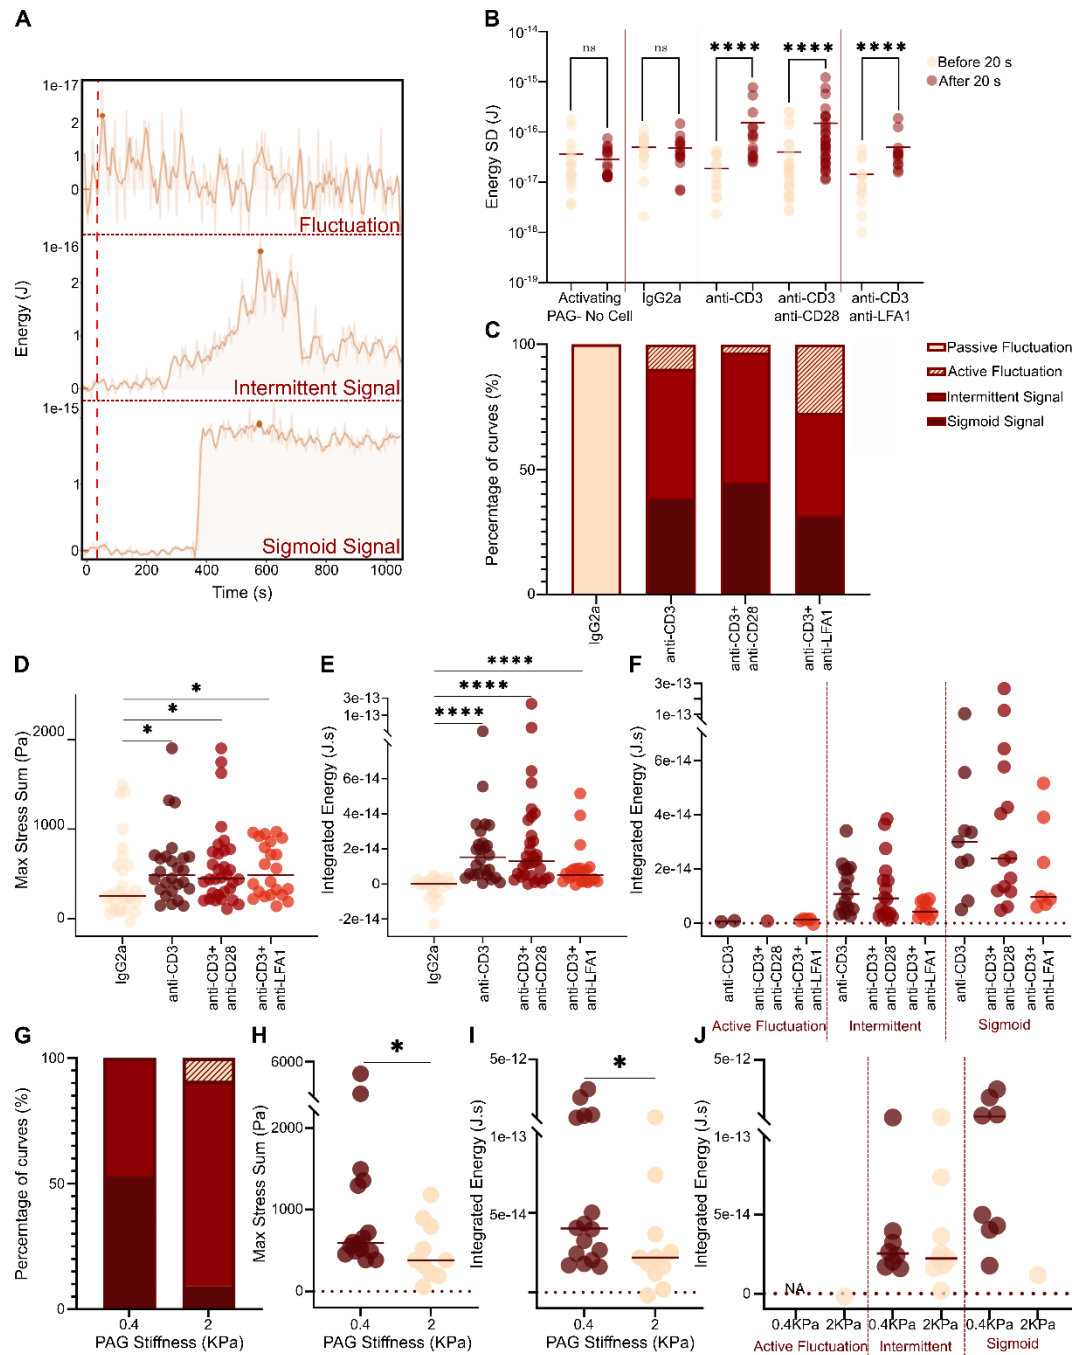 A
1e-17
2
1
0
Fluctuation
1e-16
2
1
0
Intermittent Signal
1e-15
1
0
Sigmoid Signal
Energy (J)
0
200
400
600
800
1000
Time (s)
B
10-14
10-15
10-16
10-17
10-18
10-19
Energy SD (J)
ns
ns
****
****
****
Before 20 s
After 20 s
Activating
PAG- No Cell
IgG2a
anti-CD3
anti-CD3
anti-CD28
anti-CD3
anti-LFA1
C
100
50
0
Percerntage of curves (%)
Passive Fluctuation
Active Fluctuation
Intermittent Signal
Sigmoid Signal
IgG2a
anti-CD3
anti-CD3+
anti-CD28
anti-CD3+
anti-LFA1
D
2000
1000
0
Max Stress Sum (Pa)
*
*
*
IgG2a
anti-CD3
anti-CD3+
anti-CD28
anti-CD3+
anti-LFA1
E
3e-13
1e-13
6e-14
2e-14
0
-2e-14
Integrated Energy (J.s)
****
****
****
IgG2a
anti-CD3
anti-CD3+
anti-CD28
anti-CD3+
anti-LFA1
F
3e-13
1e-13
6e-14
2e-14
0
Integrated Energy (J.s)
anti-CD3
anti-CD3+
anti-CD28
anti-CD3+
anti-LFA1
anti-CD3
anti-CD3+
anti-CD28
anti-CD3+
anti-LFA1
anti-CD3
anti-CD3+
anti-CD28
anti-CD3+
anti-LFA1
Active Fluctuation
Intermittent
Sigmoid
G
100
50
0
Percerntage of curves (%)
0.4
2
PAG Stiffness (KPa)
H
6000
2000
1000
0
Max Stress Sum (Pa)
*
0.4
2
PAG Stiffness (KPa)
I
5e-12
1e-13
5e-14
0
Integrated Energy (J.s)
*
0.4
2
PAG Stiffness (KPa)
J
5e-12
1e-13
5e-14
0
Integrated Energy (J.s)
NA
0.4KPa
2KPa
0.4KPa
2KPa
0.4KPa
2KPa
Active Fluctuation
Intermittent
Sigmoid